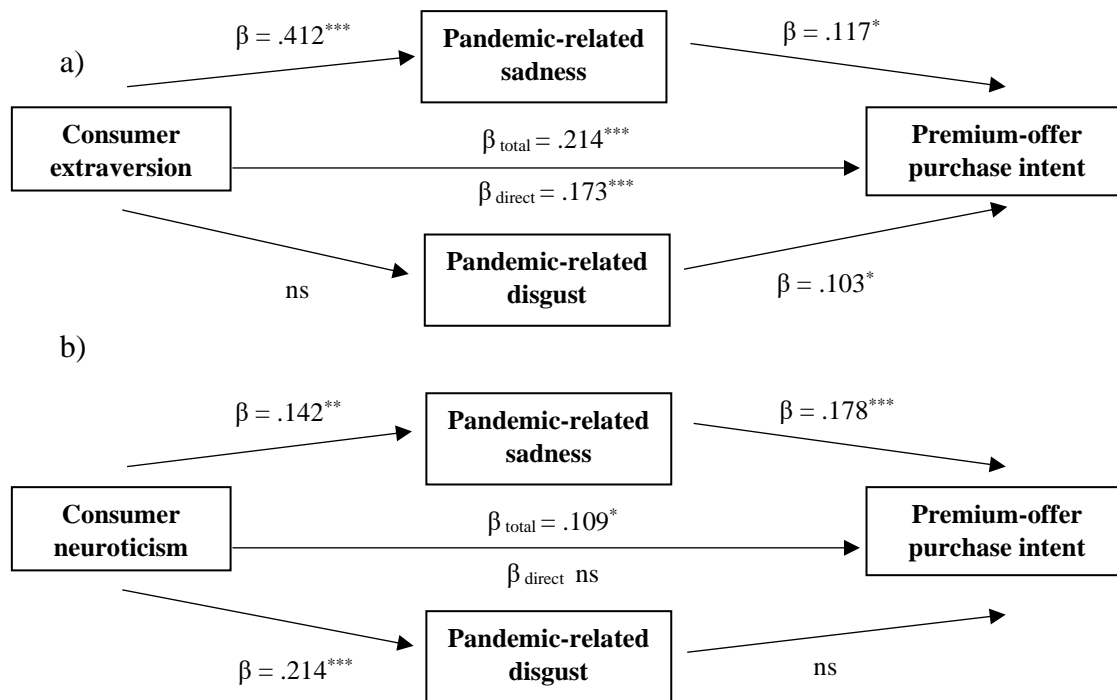 β = .412***
Pandemic-related
sadness
β = .117*
a)
Consumer
extraversion
β total = .214***
β direct = .173***
Premium-offer
purchase intent
Pandemic-related
disgust
ns
β = .103*
b)
β = .142**
Pandemic-related
sadness
β = .178***
Consumer
neuroticism
β total = .109*
β direct ns
Premium-offer
purchase intent
β = .214***
Pandemic-related
disgust
ns